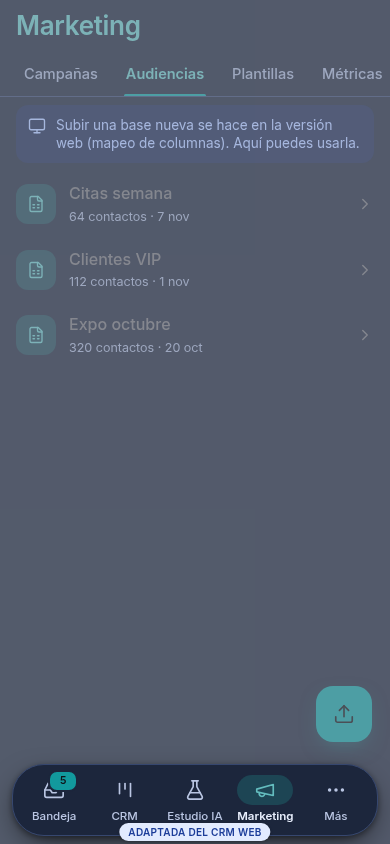 Marketing
Campañas Audiencias Plantillas Métricas
Subir una base nueva se hace en la versión
web (mapeo de columnas). Aquí puedes usarla.
Citas semana
64 contactos · 7 nov
Clientes VIP
112 contactos · 1 nov
Expo octubre
320 contactos · 20 oct
5
Bandeja CRM Estudio IA Marketing Más
ADAPTADA DEL CRM WEB